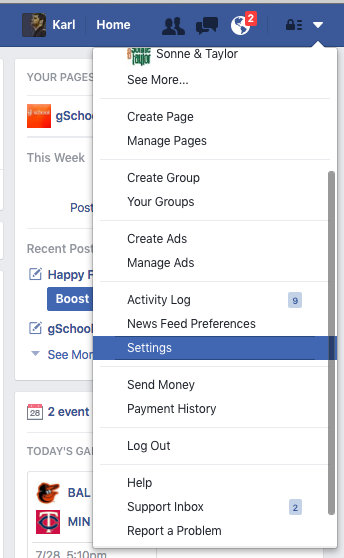 Karl Home 2
YOUR PAGES
gSchool
This Week
Post
Recent Post
Happy F
Boost
gSchool
See Mor
28 2 event
TODAY'S GA
BAL
MIN
7/28, 5:10pm
Sonne & Taylor
See More...
Create Page
Manage Pages
Create Group
Your Groups
Create Ads
Manage Ads
Activity Log 9
News Feed Preferences
Settings
Send Money
Payment History
Log Out
Help
Support Inbox 2
Report a Problem